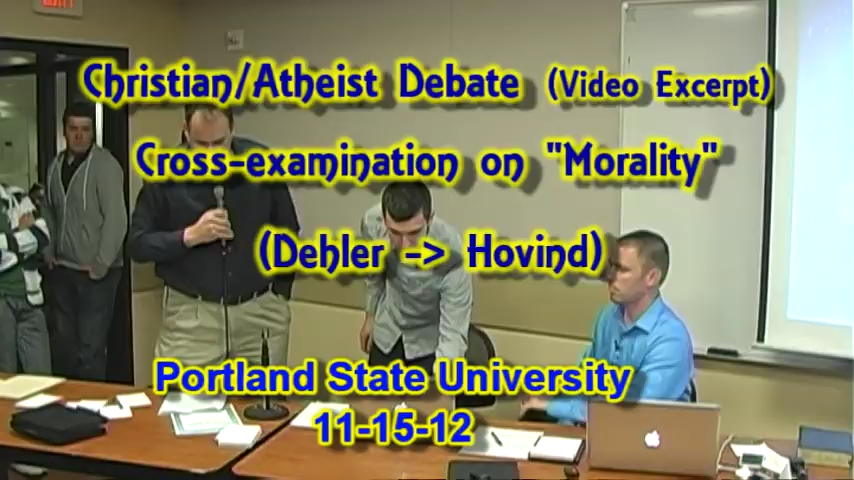 Christian/Atheist Debate (Video Excerpt)
Cross-examination on "Morality"
(Dehler -> Hovind)
Portland State University
11-15-12